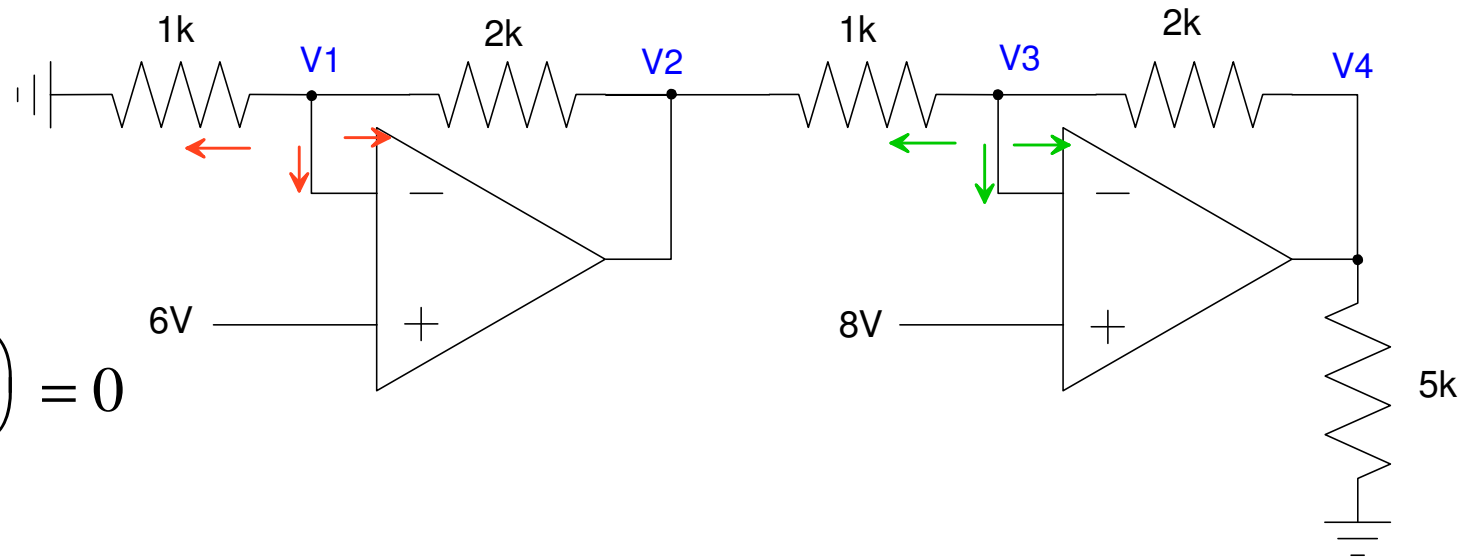 1k 2k 1k 2k
V1 V2 V3 V4
− −
6V + 8V +
) = 0 5k